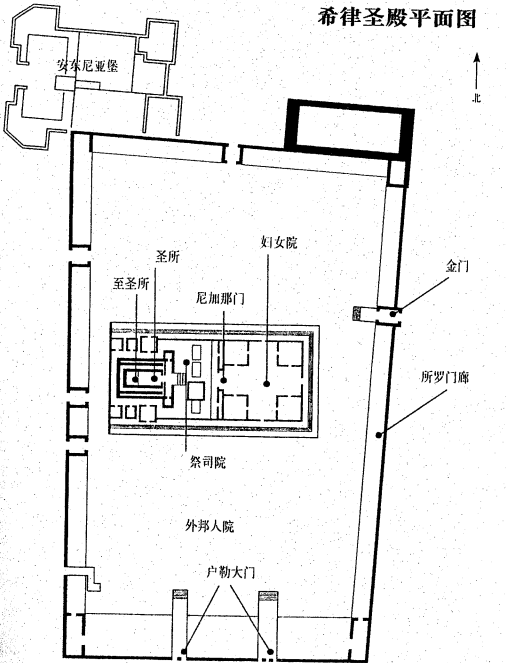 希律圣殿平面图
安东尼亚堡
北
妇女院
圣所
至圣所
尼加那门
金门
所罗门廊
祭司院
外邦人院
户勒大门